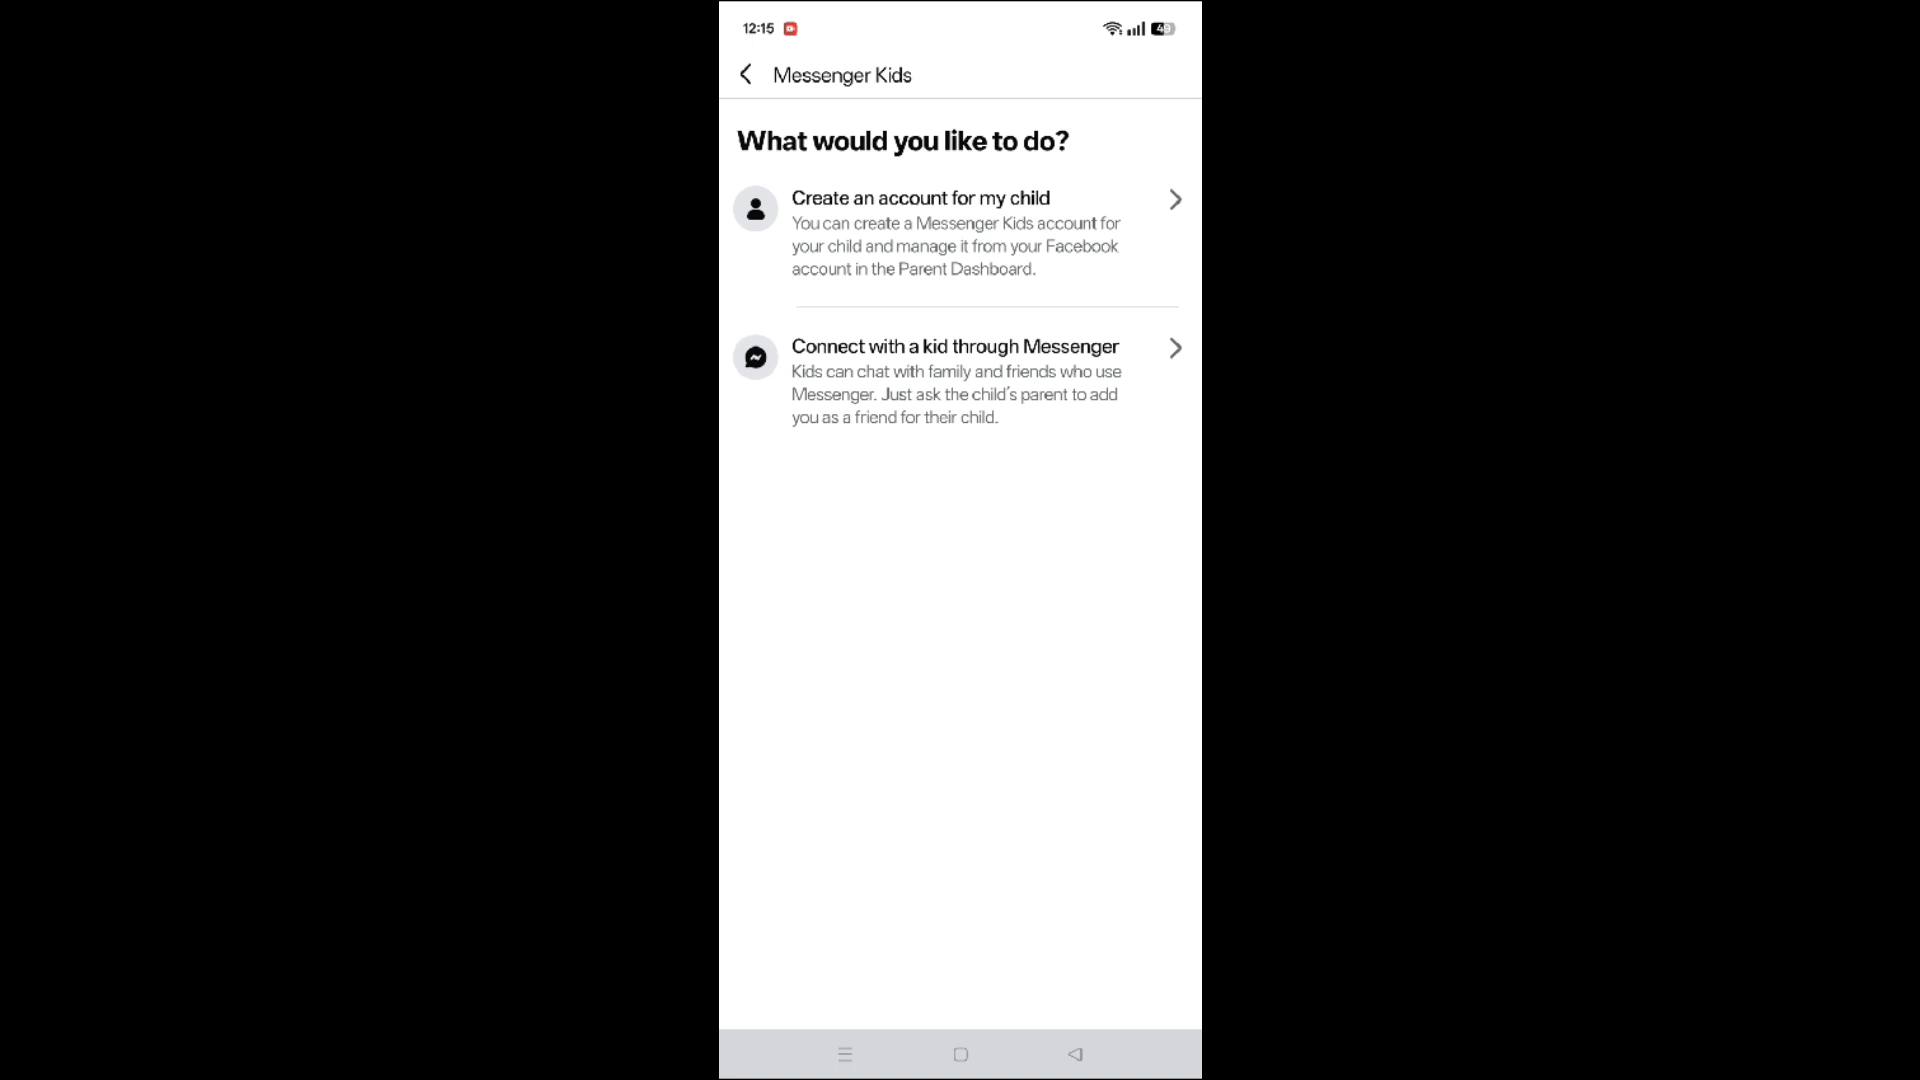 12:15
Messenger Kids
What would you like to do?
Create an account for my child
You can create a Messenger Kids account for
your child and manage it from your Facebook
account in the Parent Dashboard.
Connect with a kid through Messenger
Kids can chat with family and friends who use
Messenger. Just ask the child's parent to add
you as a friend for their child.